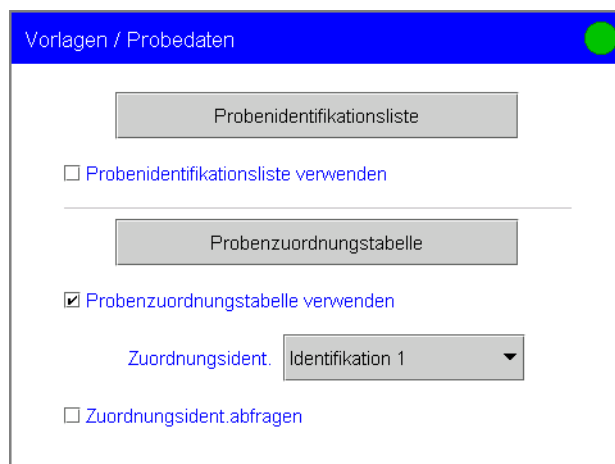 Vorlagen / Probedaten
Probenidentifikationsliste
Probenidentifikationsliste verwenden
Probenzuordnungstabelle
Probenzuordnungstabelle verwenden
Zuordnungsident. Identifikation 1
Zuordnungsident.abfragen